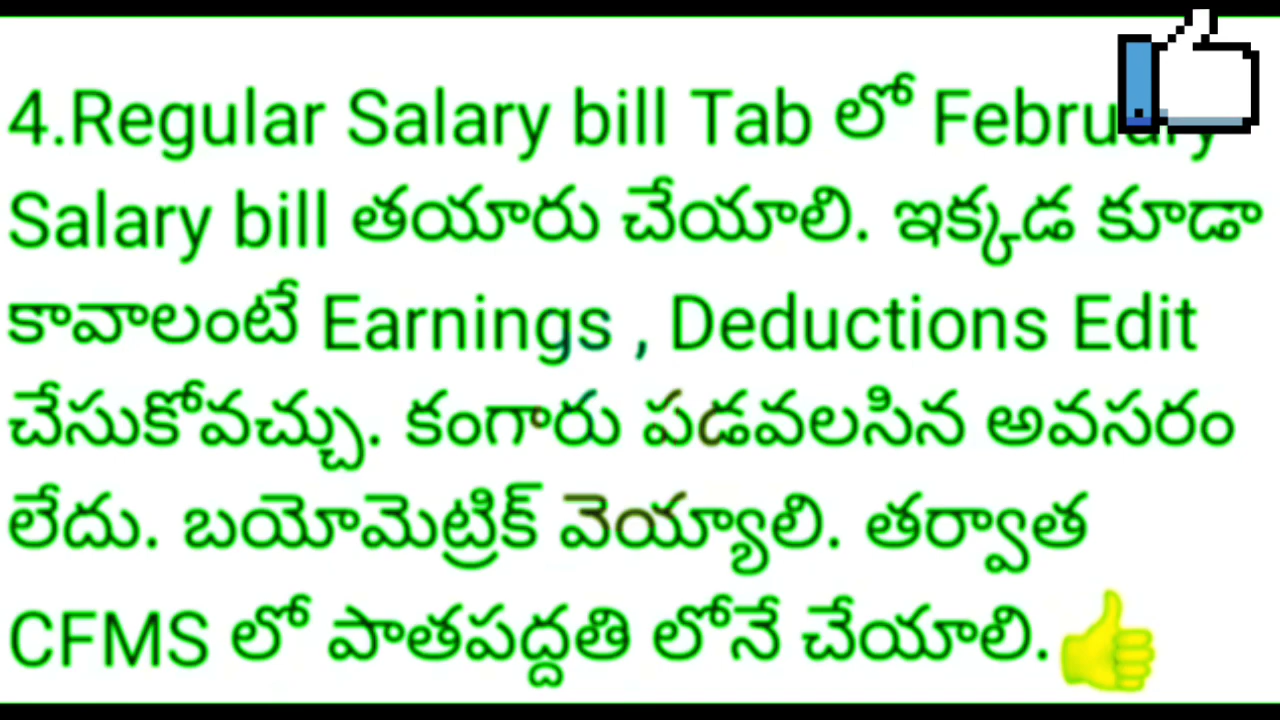 4.Regular Salary bill Tab లో February
Salary bill తయారు చేయాలి. ఇక్కడ కూడా
కావాలంటే Earnings , Deductions Edit
చేసుకోవచ్చు. కంగారు పడవలసిన అవసరం
లేదు. బయోమెట్రిక్ వెయ్యాలి. తర్వాత
CFMS లో పాతపద్దతి లోనే చేయాలి.👍